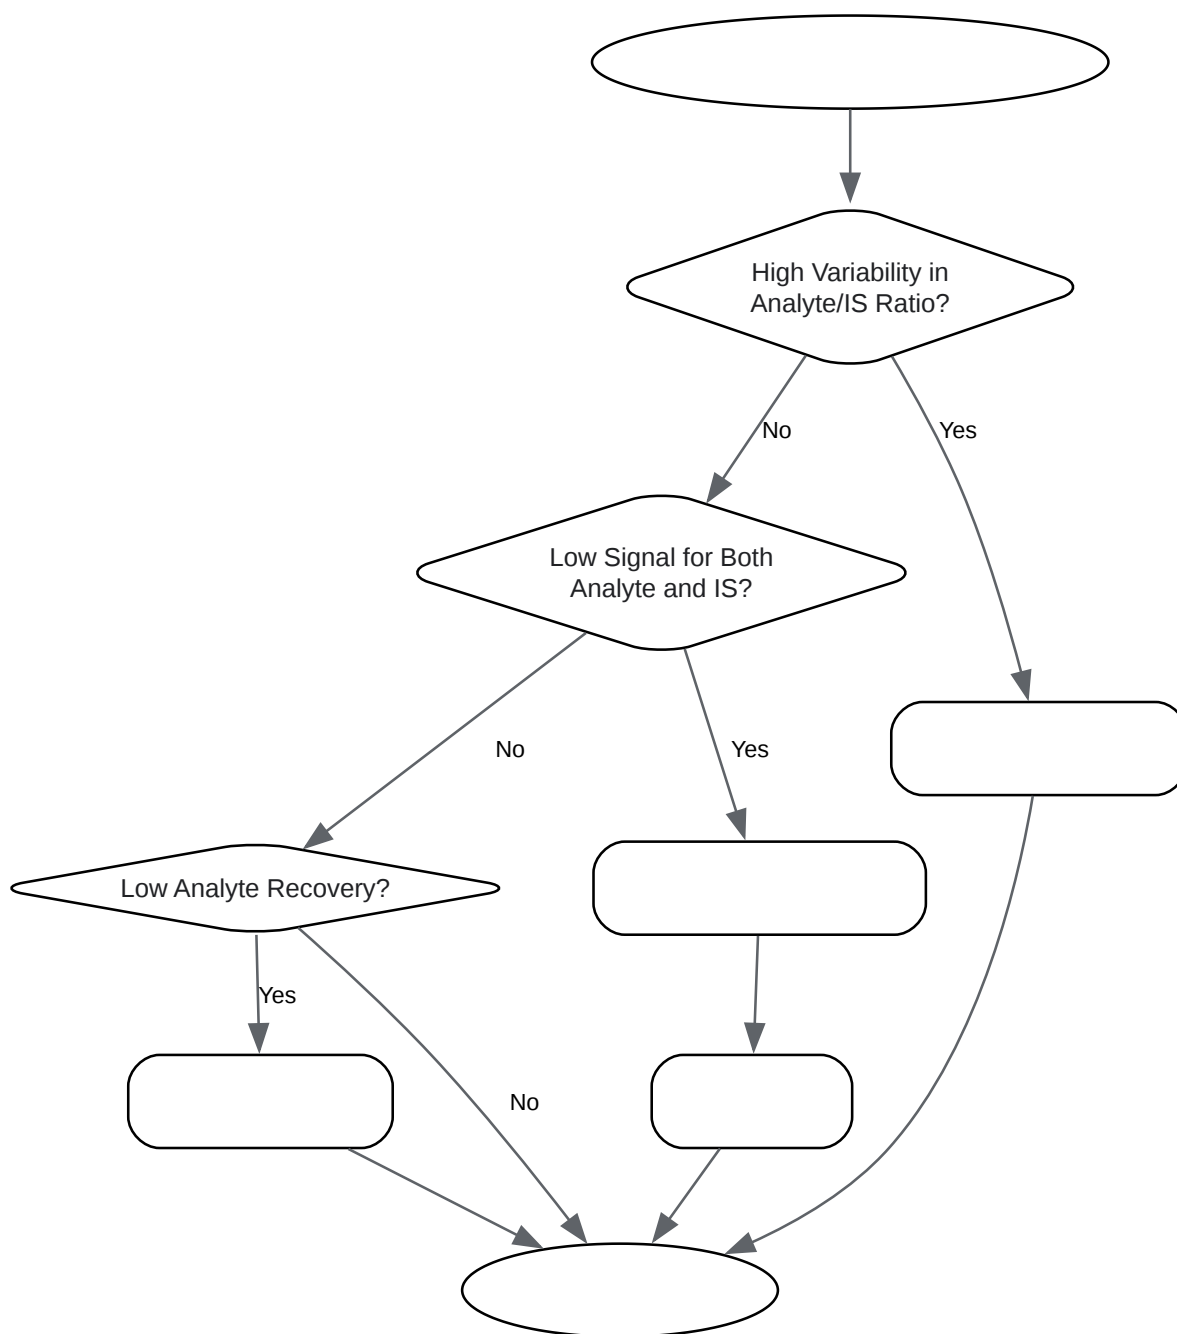 High Variability in
Analyte/IS Ratio?
No
Yes
Low Signal for Both
Analyte and IS?
No
Yes
Low Analyte Recovery?
Yes
No